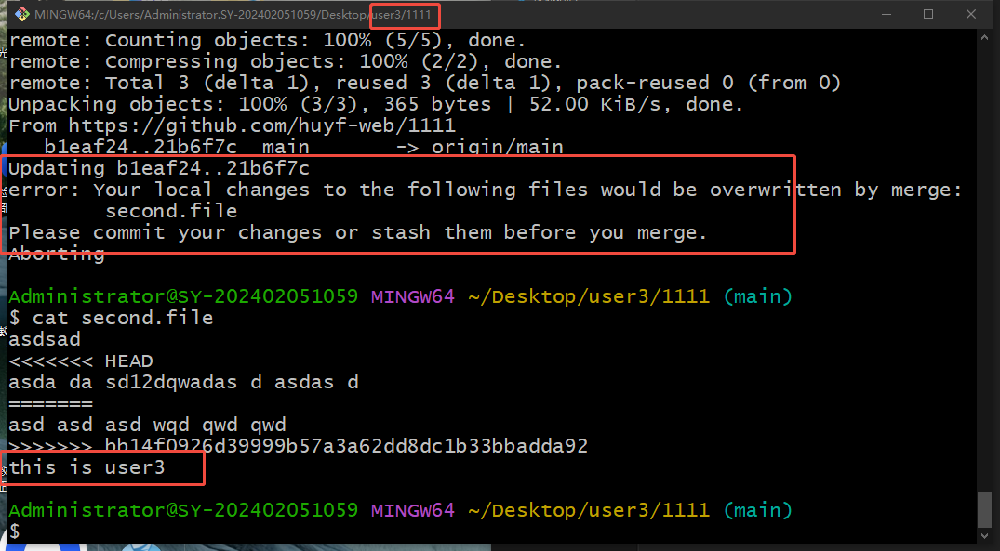 MINGW64:/c/Users/Administrator.SY-202402051059/Desktop/user3/1111
remote: Counting objects: 100% (5/5), done.
remote: Compressing objects: 100% (2/2), done.
remote: Total 3 (delta 1), reused 3 (delta 1), pack-reused 0 (from 0)
Unpacking objects: 100% (3/3), 365 bytes | 52.00 KiB/s, done.
From https://github.com/huyf-web/1111
   b1eaf24..21b6f7c  main       -> origin/main
Updating b1eaf24..21b6f7c
error: Your local changes to the following files would be overwritten by merge:
        second.file
Please commit your changes or stash them before you merge.
Aborting
Administrator@SY-202402051059 MINGW64 ~/Desktop/user3/1111 (main)
$ cat second.file
asdsad
<<<<<<< HEAD
asda da sd12dqwadas d asdas d
=======
asd asd asd wqd qwd qwd
>>>>>>> bh14f0926d39999b57a3a62dd8dc1b33bbadda92
this is user3
Administrator@SY-202402051059 MINGW64 ~/Desktop/user3/1111 (main)
$